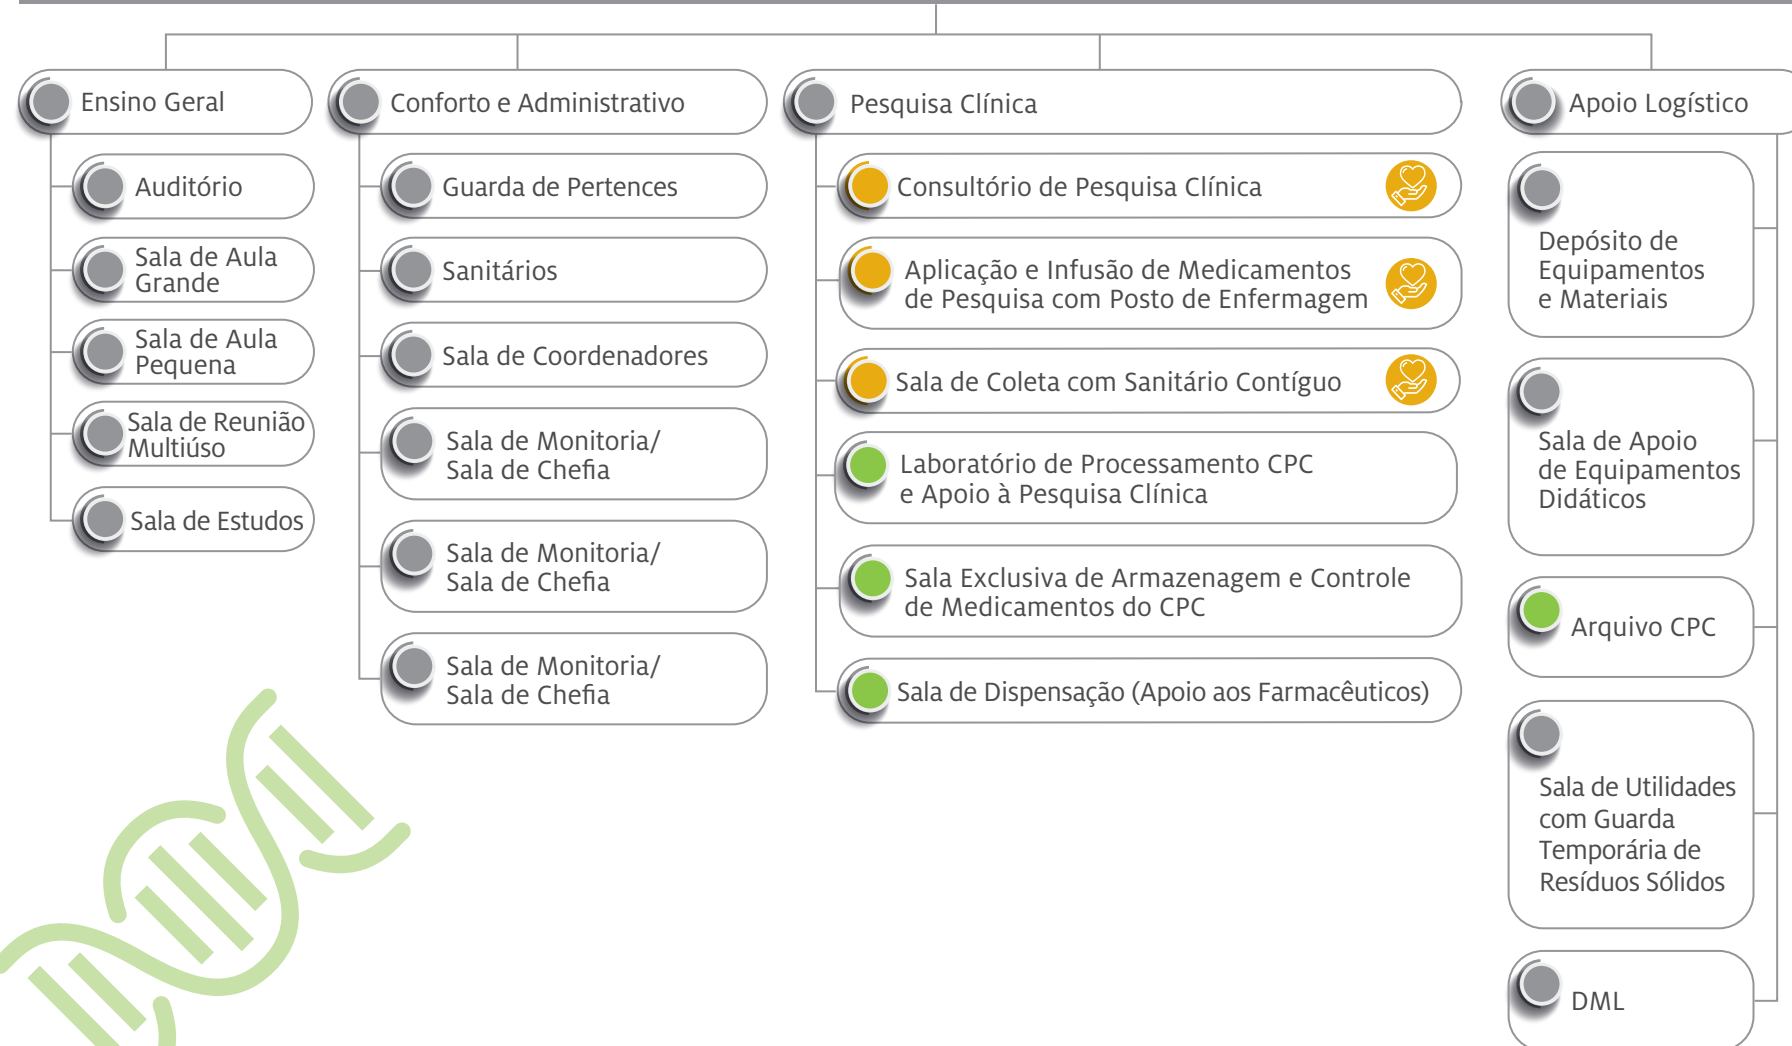 Ensino Geral
Auditório
Sala de Aula
Grande
Sala de Aula
Pequena
Sala de Reunião
Multiúso
Sala de Estudos
Conforto e Administrativo
Guarda de Pertences
Sanitários
Sala de Coordenadores
Sala de Monitoria/
Sala de Chefia
Sala de Monitoria/
Sala de Chefia
Sala de Monitoria/
Sala de Chefia
Pesquisa Clínica
Consultório de Pesquisa Clínica
Aplicação e Infusão de Medicamentos
de Pesquisa com Posto de Enfermagem
Sala de Coleta com Sanitário Contíguo
Laboratório de Processamento CPC
e Apoio à Pesquisa Clínica
Sala Exclusiva de Armazenagem e Controle
de Medicamentos do CPC
Sala de Dispensação (Apoio aos Farmacêuticos)
Apoio Logístico
Depósito de
Equipamentos
e Materiais
Sala de Apoio
de Equipamentos
Didáticos
Arquivo CPC
Sala de Utilidades
com Guarda
Temporária de
Resíduos Sólidos
DML